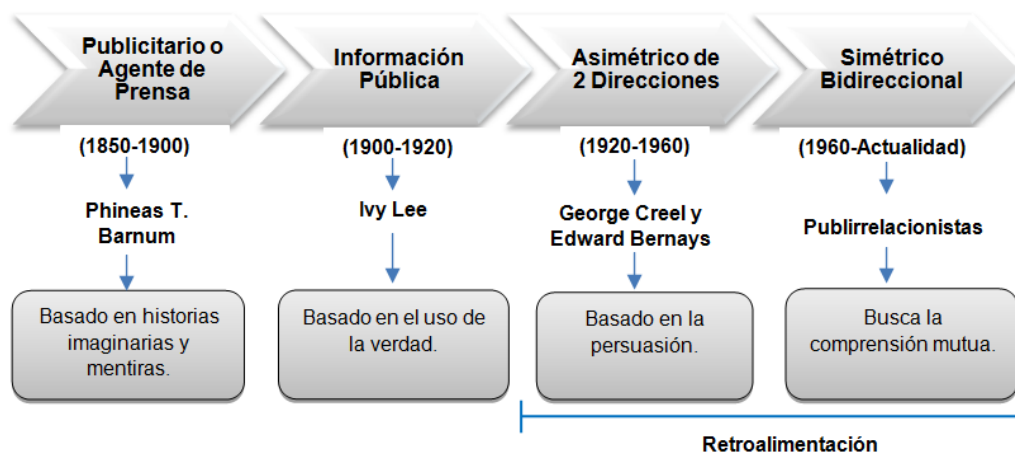 Publicitario o
Agente de
Prensa
Información
Pública
Asimétrico de
2 Direcciones
Simétrico
Bidireccional
(1850-1900)
(1900-1920)
(1920-1960)
(1960-Actualidad)
Phineas T.
Barnum
Ivy Lee
George Creel y
Edward Bernays
Publirrelacionistas
Basado en historias
imaginarias y
mentiras.
Basado en el uso de
la verdad.
Basado en la
persuasión.
Busca la
comprensión mutua.
Retroalimentación